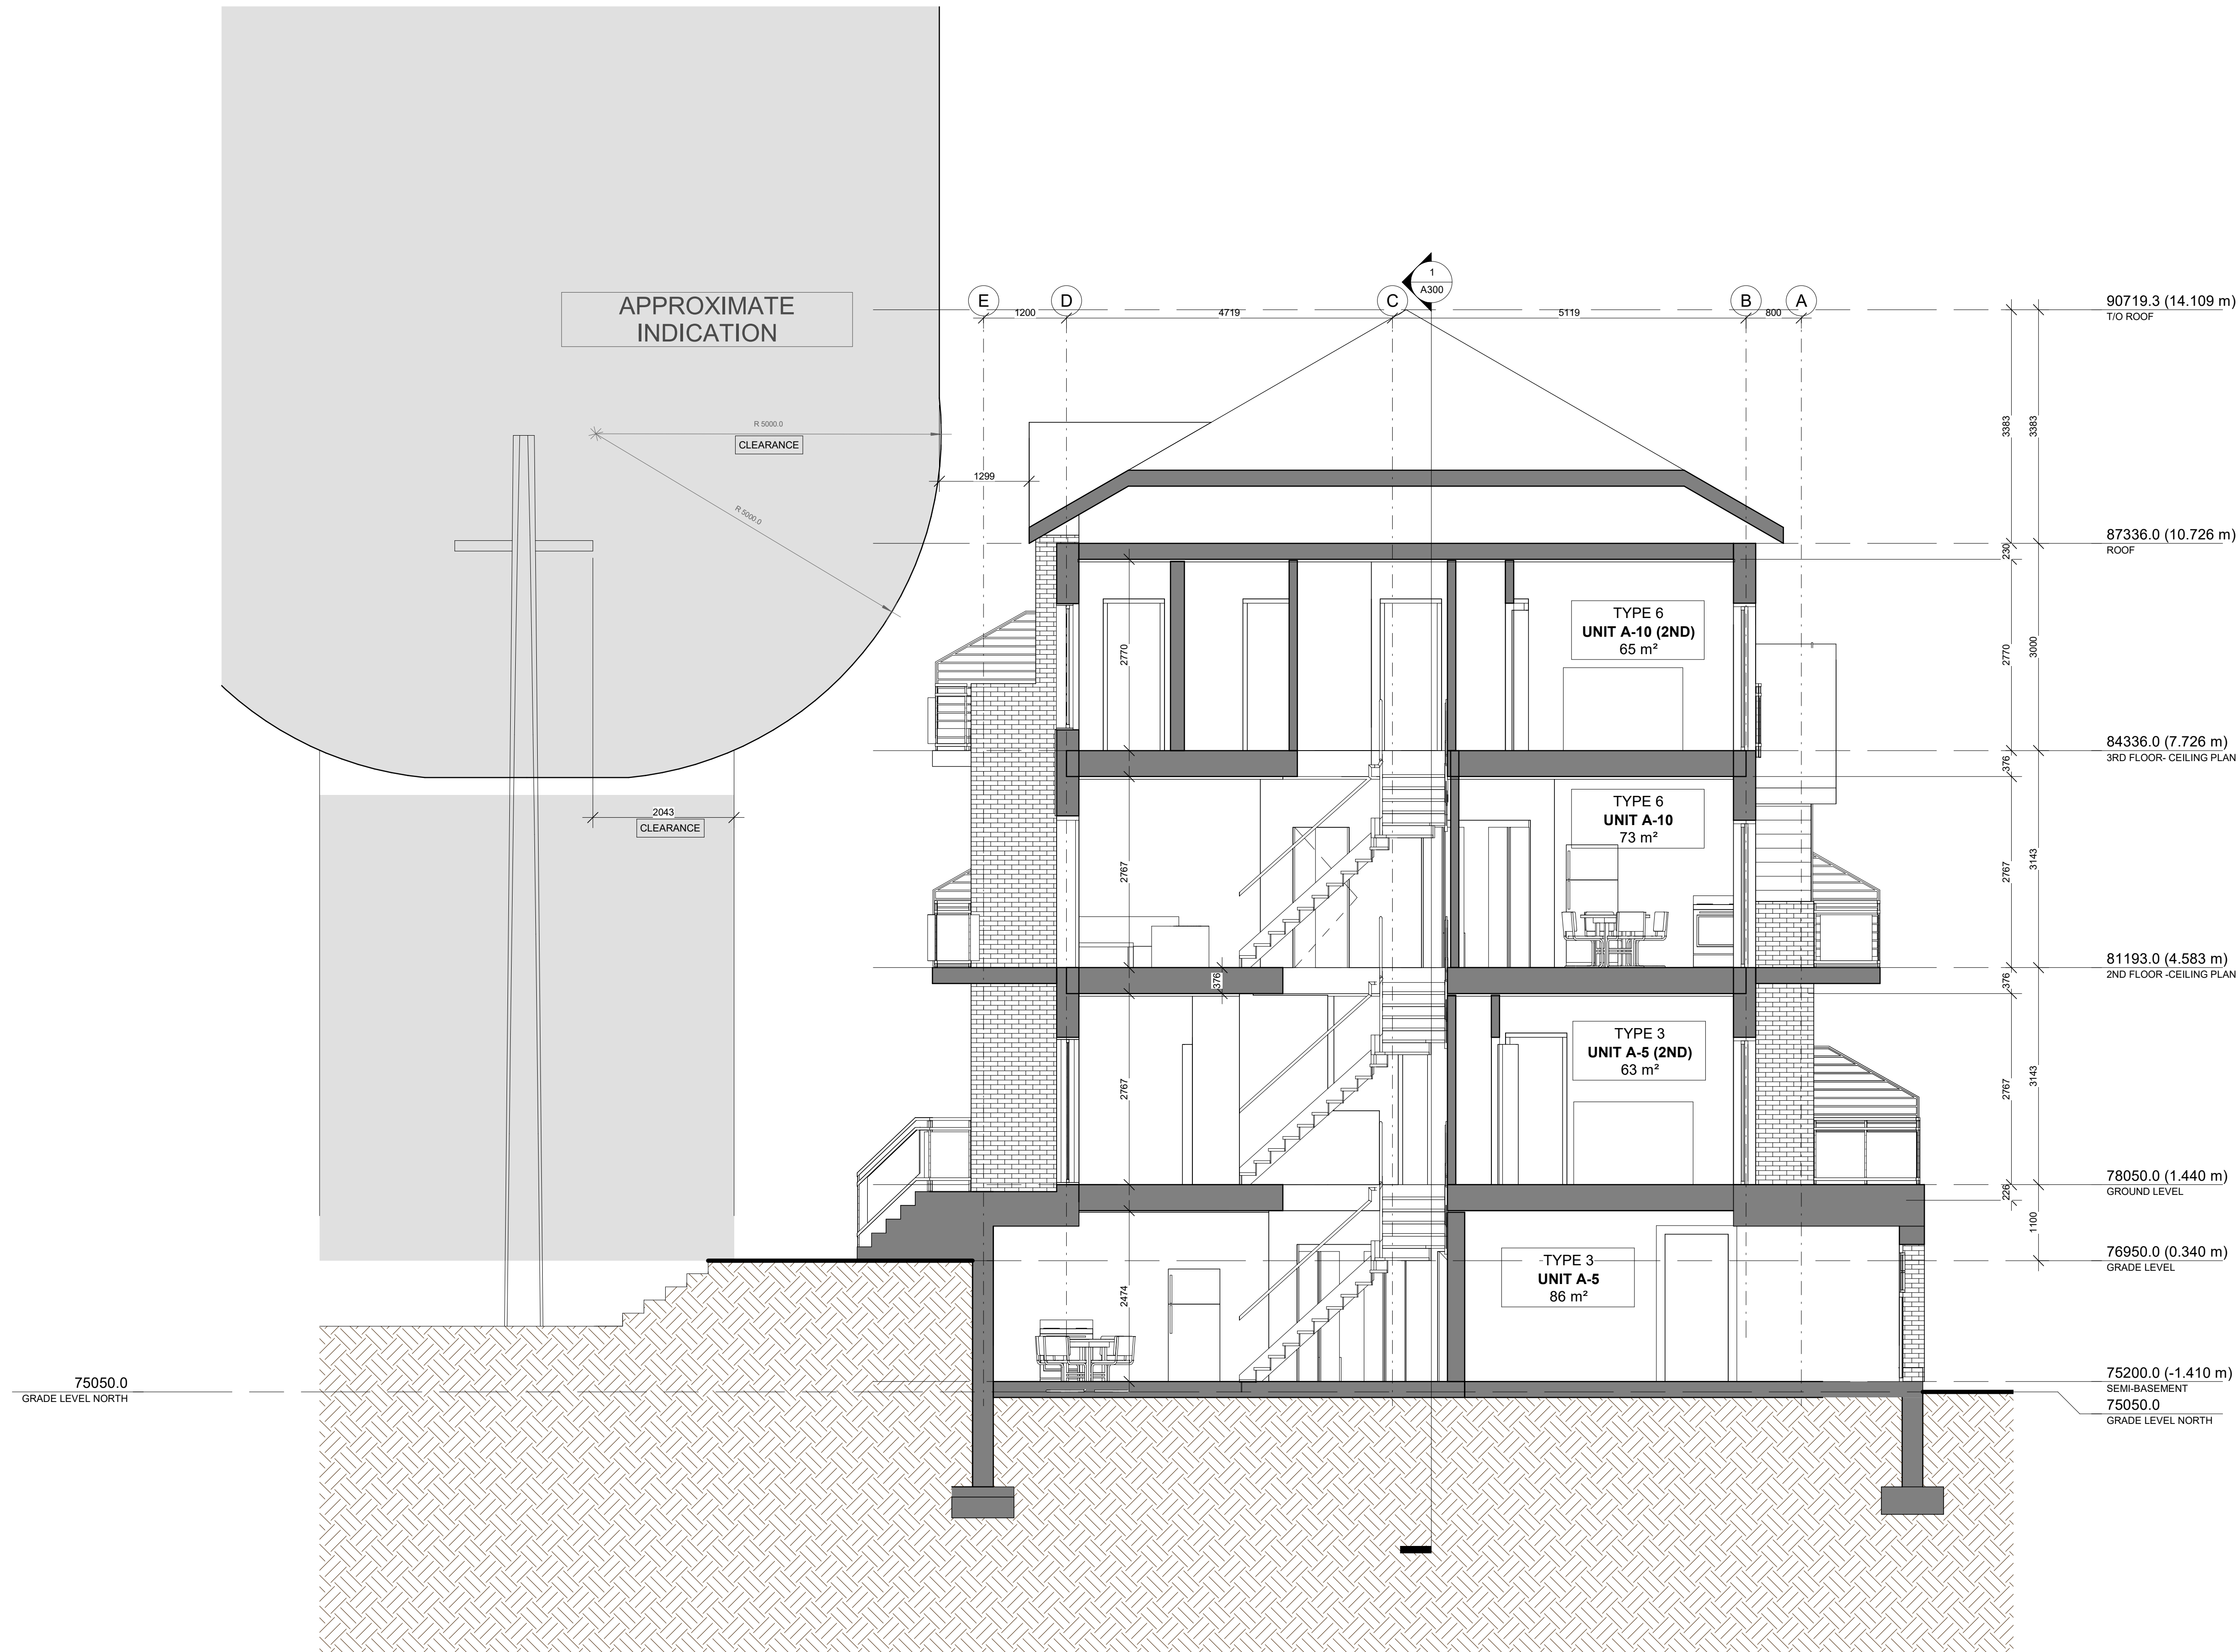 APPROXIMATE
INDICATION
1
A300
E
D
C
B
A
1200
4719
5119
800
90719.3 (14.109 m)
T/O ROOF
R 5000.0
CLEARANCE
3383
3383
1299
R 5000.0
87336.0 (10.726 m)
ROOF
230
TYPE 6
UNIT A-10 (2ND)
65 m²
2770
2770
3000
84336.0 (7.726 m)
3RD FLOOR- CEILING PLAN
376
2043
CLEARANCE
TYPE 6
UNIT A-10
73 m²
2767
2767
3143
81193.0 (4.583 m)
2ND FLOOR -CEILING PLAN
376
376
TYPE 3
UNIT A-5 (2ND)
63 m²
2767
2767
3143
78050.0 (1.440 m)
GROUND LEVEL
226
1100
76950.0 (0.340 m)
GRADE LEVEL
TYPE 3
UNIT A-5
86 m²
2474
75050.0
GRADE LEVEL NORTH
75200.0 (-1.410 m)
SEMI-BASEMENT
75050.0
GRADE LEVEL NORTH